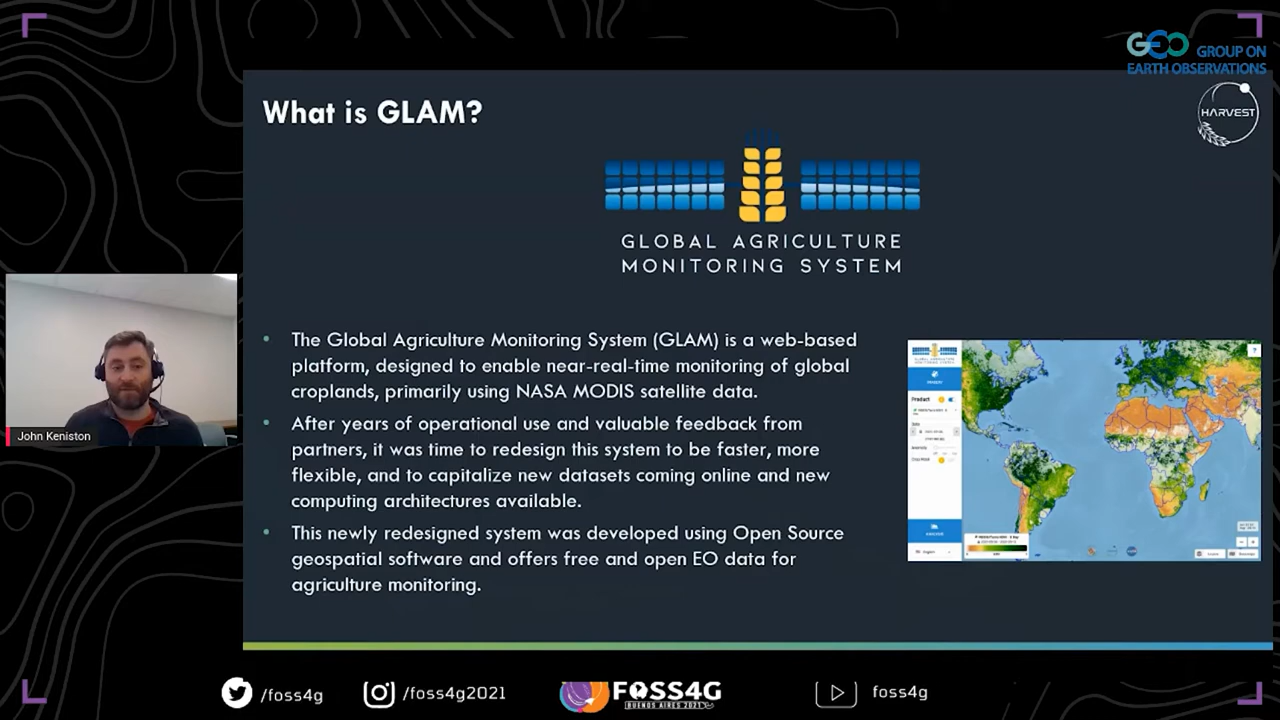 GEO GROUP ON
EARTH OBSERVATIONS
HARVEST
What is GLAM?
GLOBAL AGRICULTURE
MONITORING SYSTEM
• The Global Agriculture Monitoring System (GLAM) is a web-based
platform, designed to enable near-real-time monitoring of global
croplands, primarily using NASA MODIS satellite data.
• After years of operational use and valuable feedback from
partners, it was time to redesign this system to be faster, more
flexible, and to capitalize new datasets coming online and new
computing architectures available.
• This newly redesigned system was developed using Open Source
geospatial software and offers free and open EO data for
agriculture monitoring.
Product
English
John Keniston
/foss4g
/foss4g2021
FOSS4G
BUENOS AIRES 2021
foss4g